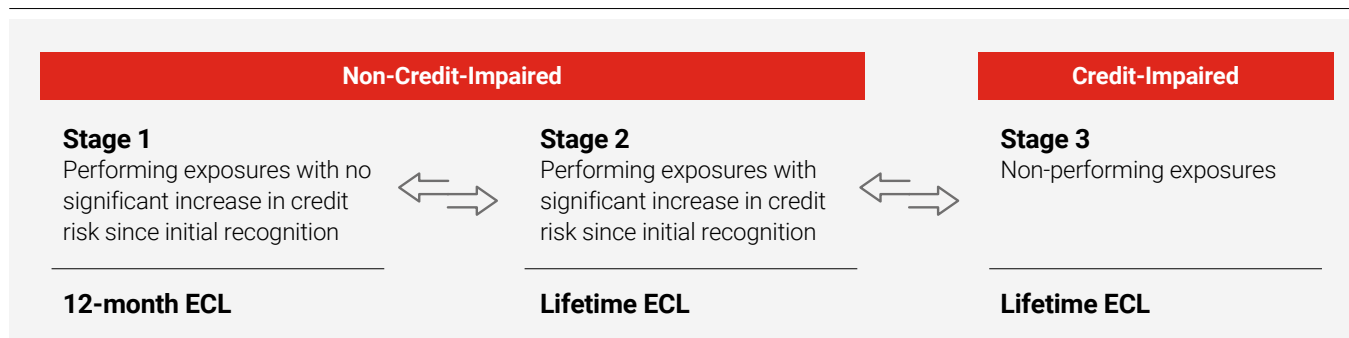 Non-Credit-Impaired
Credit-Impaired
Stage 1
Performing exposures with no
significant increase in credit
risk since initial recognition
12-month ECL
Stage 2
Performing exposures with
significant increase in credit
risk since initial recognition
Lifetime ECL
Stage 3
Non-performing exposures
Lifetime ECL